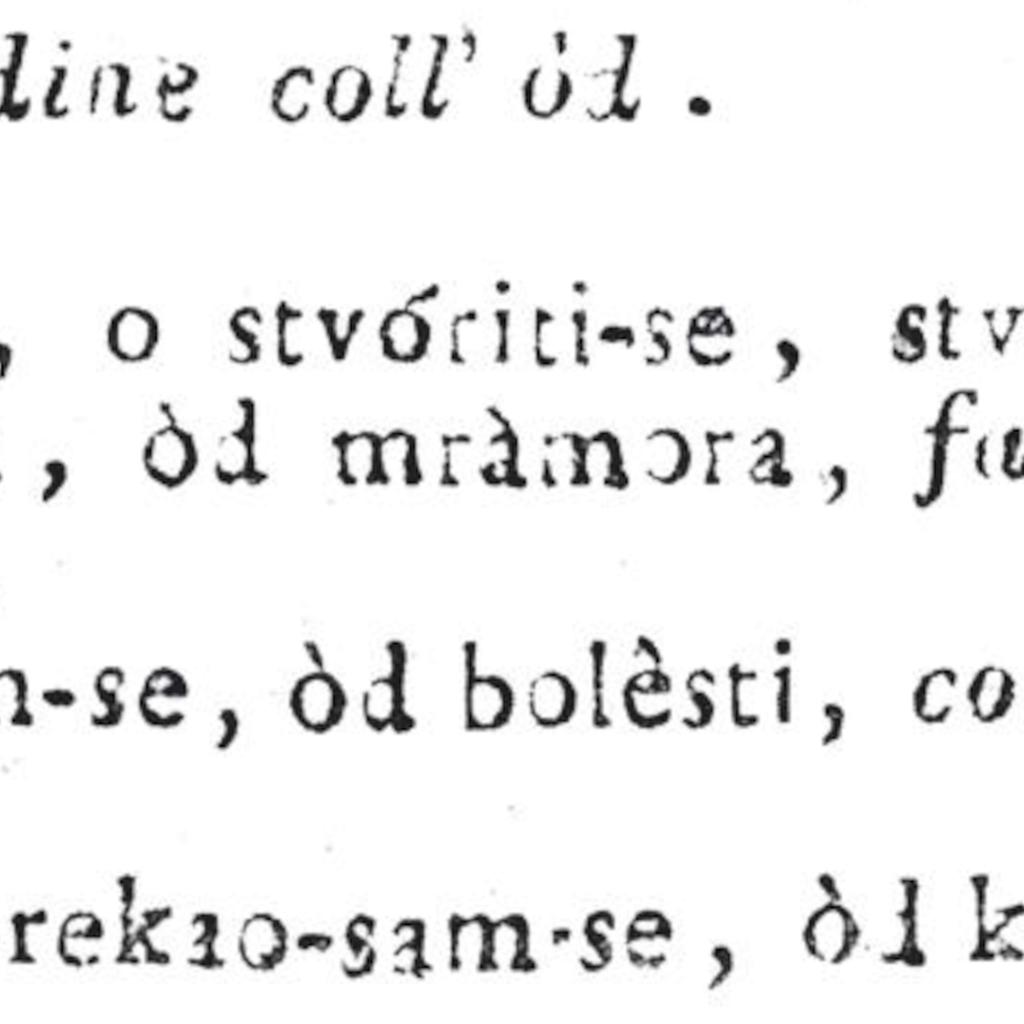 dine coll' òd .
, o stvóriti-se , stv
, òd mràmora, fu
n-se, òd bolèsti, co
rekao-sam-se , òd k